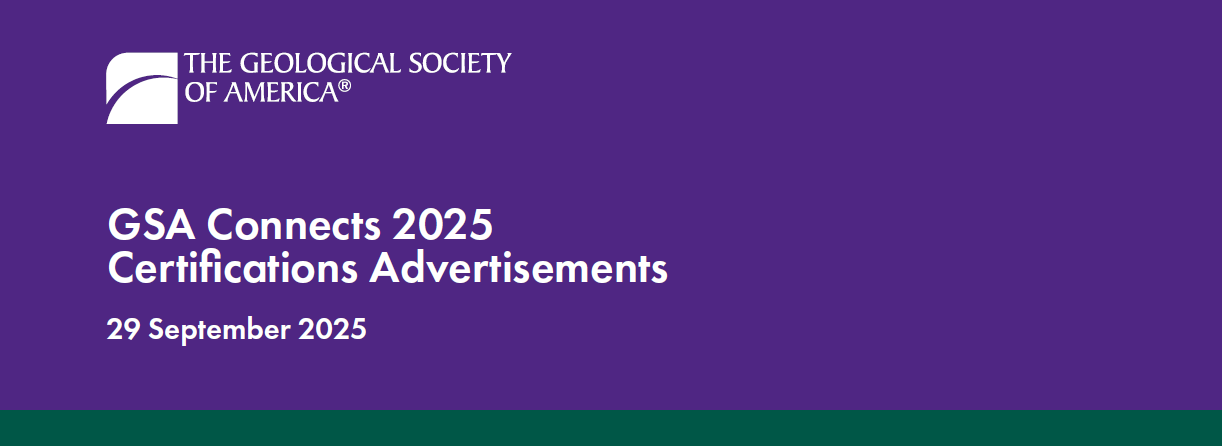 THE GEOLOGICAL SOCIETY
OF AMERICA®
GSA Connects 2025
Certifications Advertisements
29 September 2025